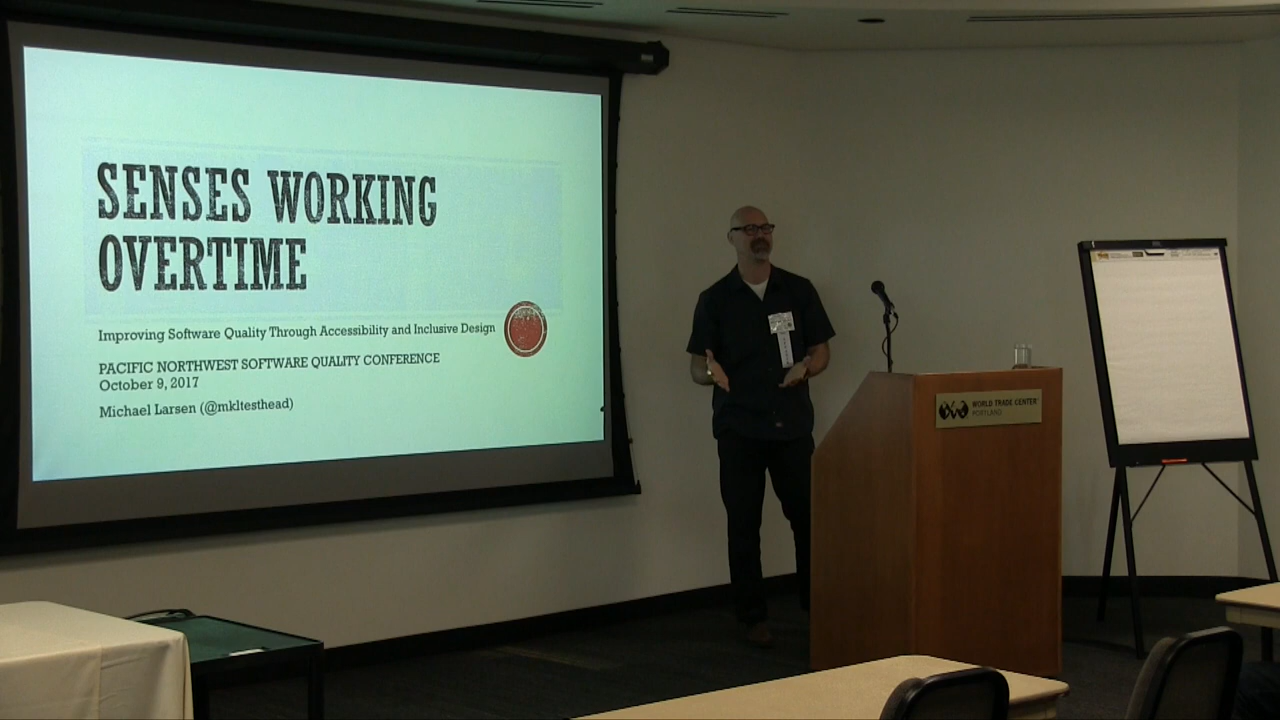 SENSES WORKING
OVERTIME
Improving Software Quality Through Accessibility and Inclusive Design
PACIFIC NORTHWEST SOFTWARE QUALITY CONFERENCE
October 9, 2017
Michael Larsen (@mkltesthead)
WORLD TRADE CENTER
PORTLAND